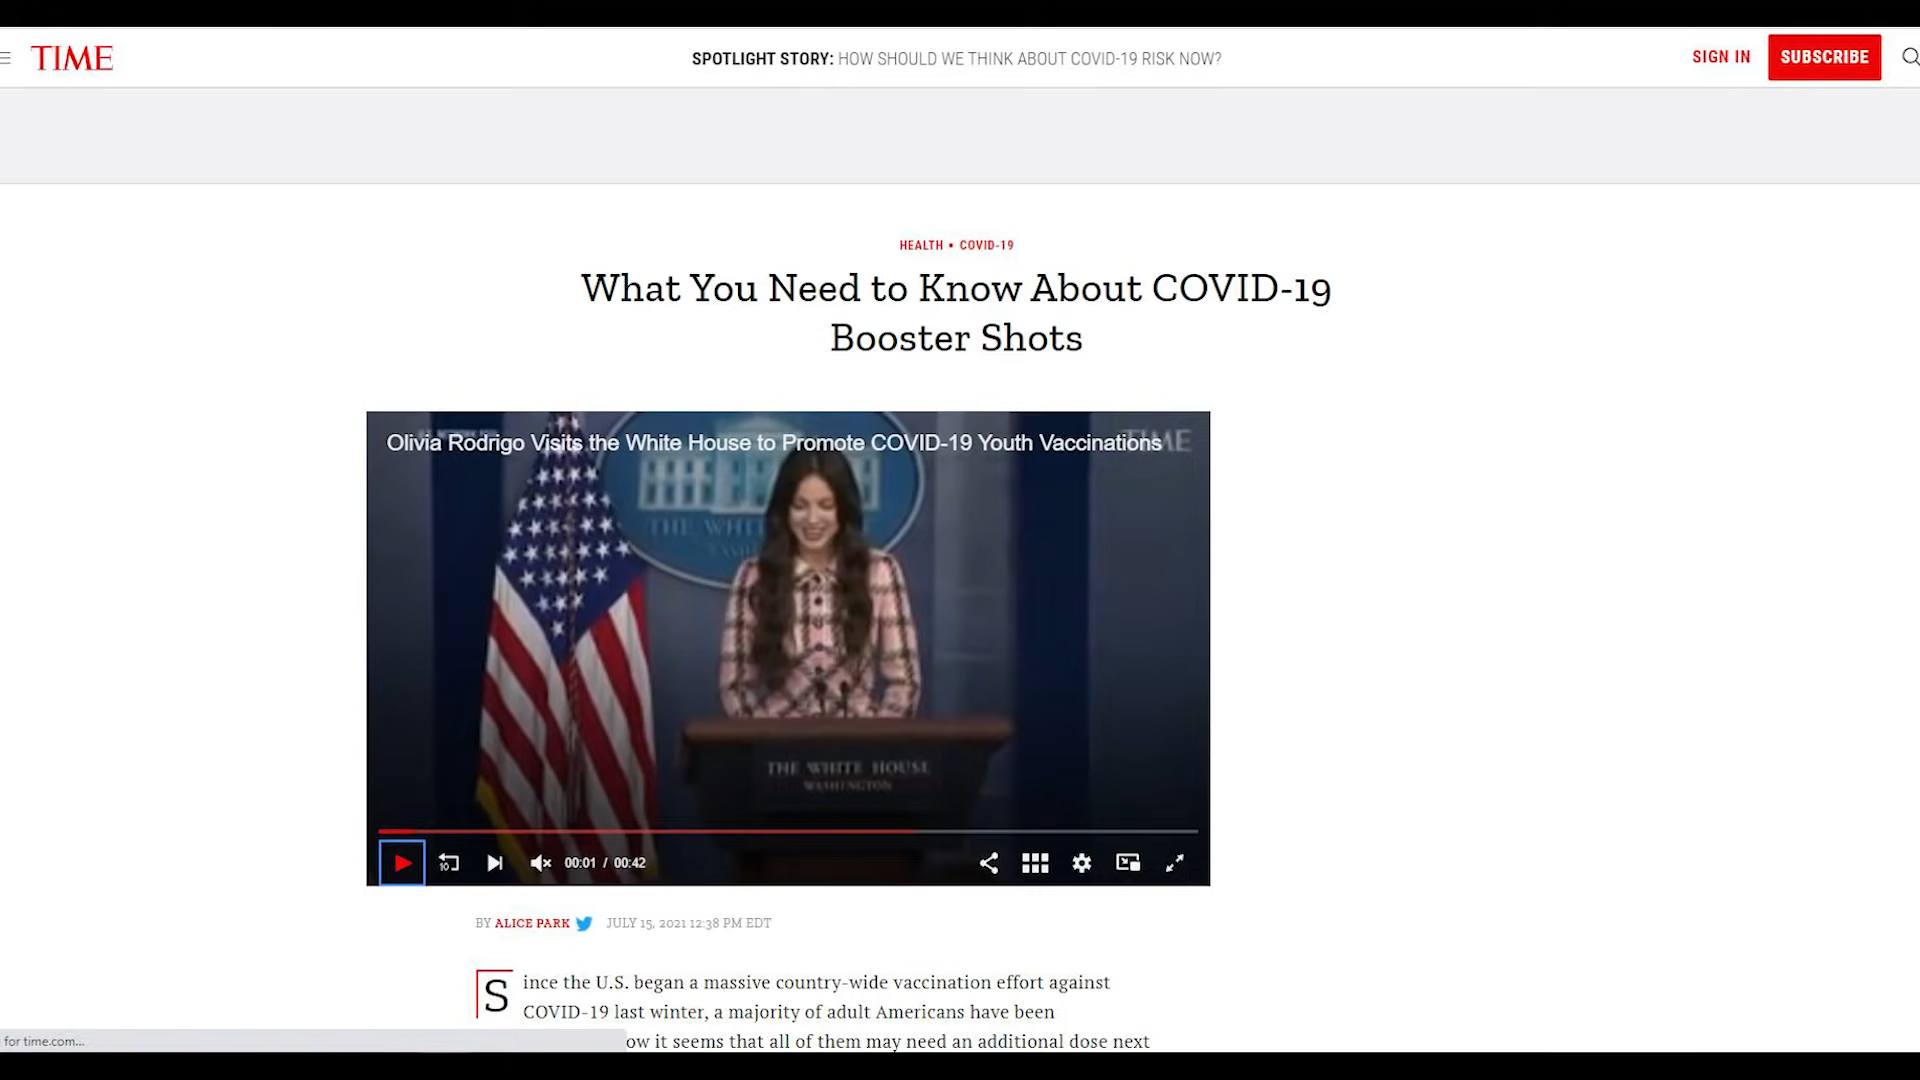 TIME
SPOTLIGHT STORY: HOW SHOULD WE THINK ABOUT COVID-19 RISK NOW?
SIGN IN
SUBSCRIBE
HEALTH • COVID-19
What You Need to Know About COVID-19
Booster Shots
Olivia Rodrigo Visits the White House to Promote COVID-19 Youth Vaccinations
TIME
THE WHITE HOUSE
WASHINGTON
10
00:01 / 00:42
BY ALICE PARK JULY 15, 2021 12:38 PM EDT
Since the U.S. began a massive country-wide vaccination effort against
COVID-19 last winter, a majority of adult Americans have been
ow it seems that all of them may need an additional dose next
for time.com...